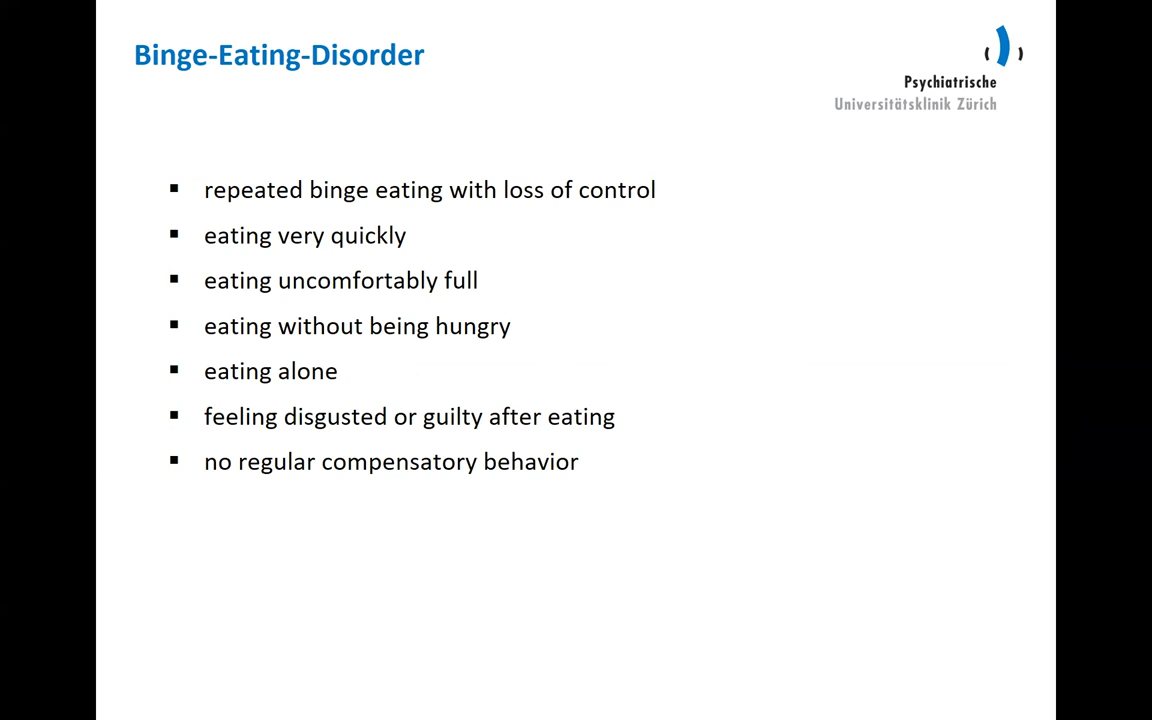 Binge-Eating-Disorder
Psychiatrische
Universitätsklinik Zürich
▪ repeated binge eating with loss of control
▪ eating very quickly
▪ eating uncomfortably full
▪ eating without being hungry
▪ eating alone
▪ feeling disgusted or guilty after eating
▪ no regular compensatory behavior